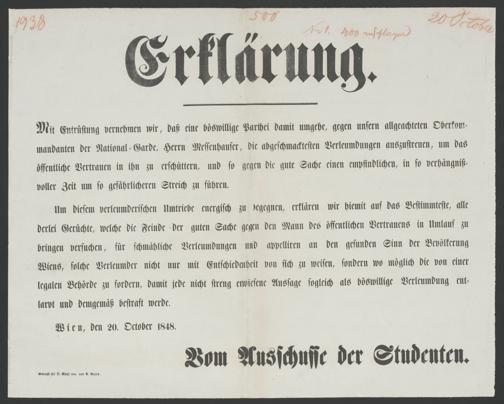 1938
500
20 October
Erklärung.
Mit Entrüstung vernehmen wir, daß eine böswillige Parthei damit umgehe, gegen unsern allgeachteten Oberkom-
mandanten der National-Garde, Herrn Messenhauser, die abgeschmacktesten Verleumdungen auszustreuen, um das
öffentliche Vertrauen in ihn zu erschüttern, und so gegen die gute Sache einen empfindlichen, in so verhängniß-
voller Zeit um so gefährlicheren Streich zu führen.
Um diesem verleumderischen Umtriebe energisch zu begegnen, erklären wir hiemit auf das Bestimmteste, alle
derlei Gerüchte, welche die Feinde der guten Sache gegen den Mann des öffentlichen Vertrauens in Umlauf zu
bringen versuchen, für schmähliche Verleumdungen und appelliren an den gesunden Sinn der Bevölkerung
Wiens, solche Verleumder nicht nur mit Entschiedenheit von sich zu weisen, sondern wo möglich die von einer
legalen Behörde zu fordern, damit jede nicht streng erwiesene Aussage sogleich als böswillige Verleumdung ent-
larvt und demgemäß bestraft werde.
Wien, den 20. October 1848.
Vom Ausschusse der Studenten.